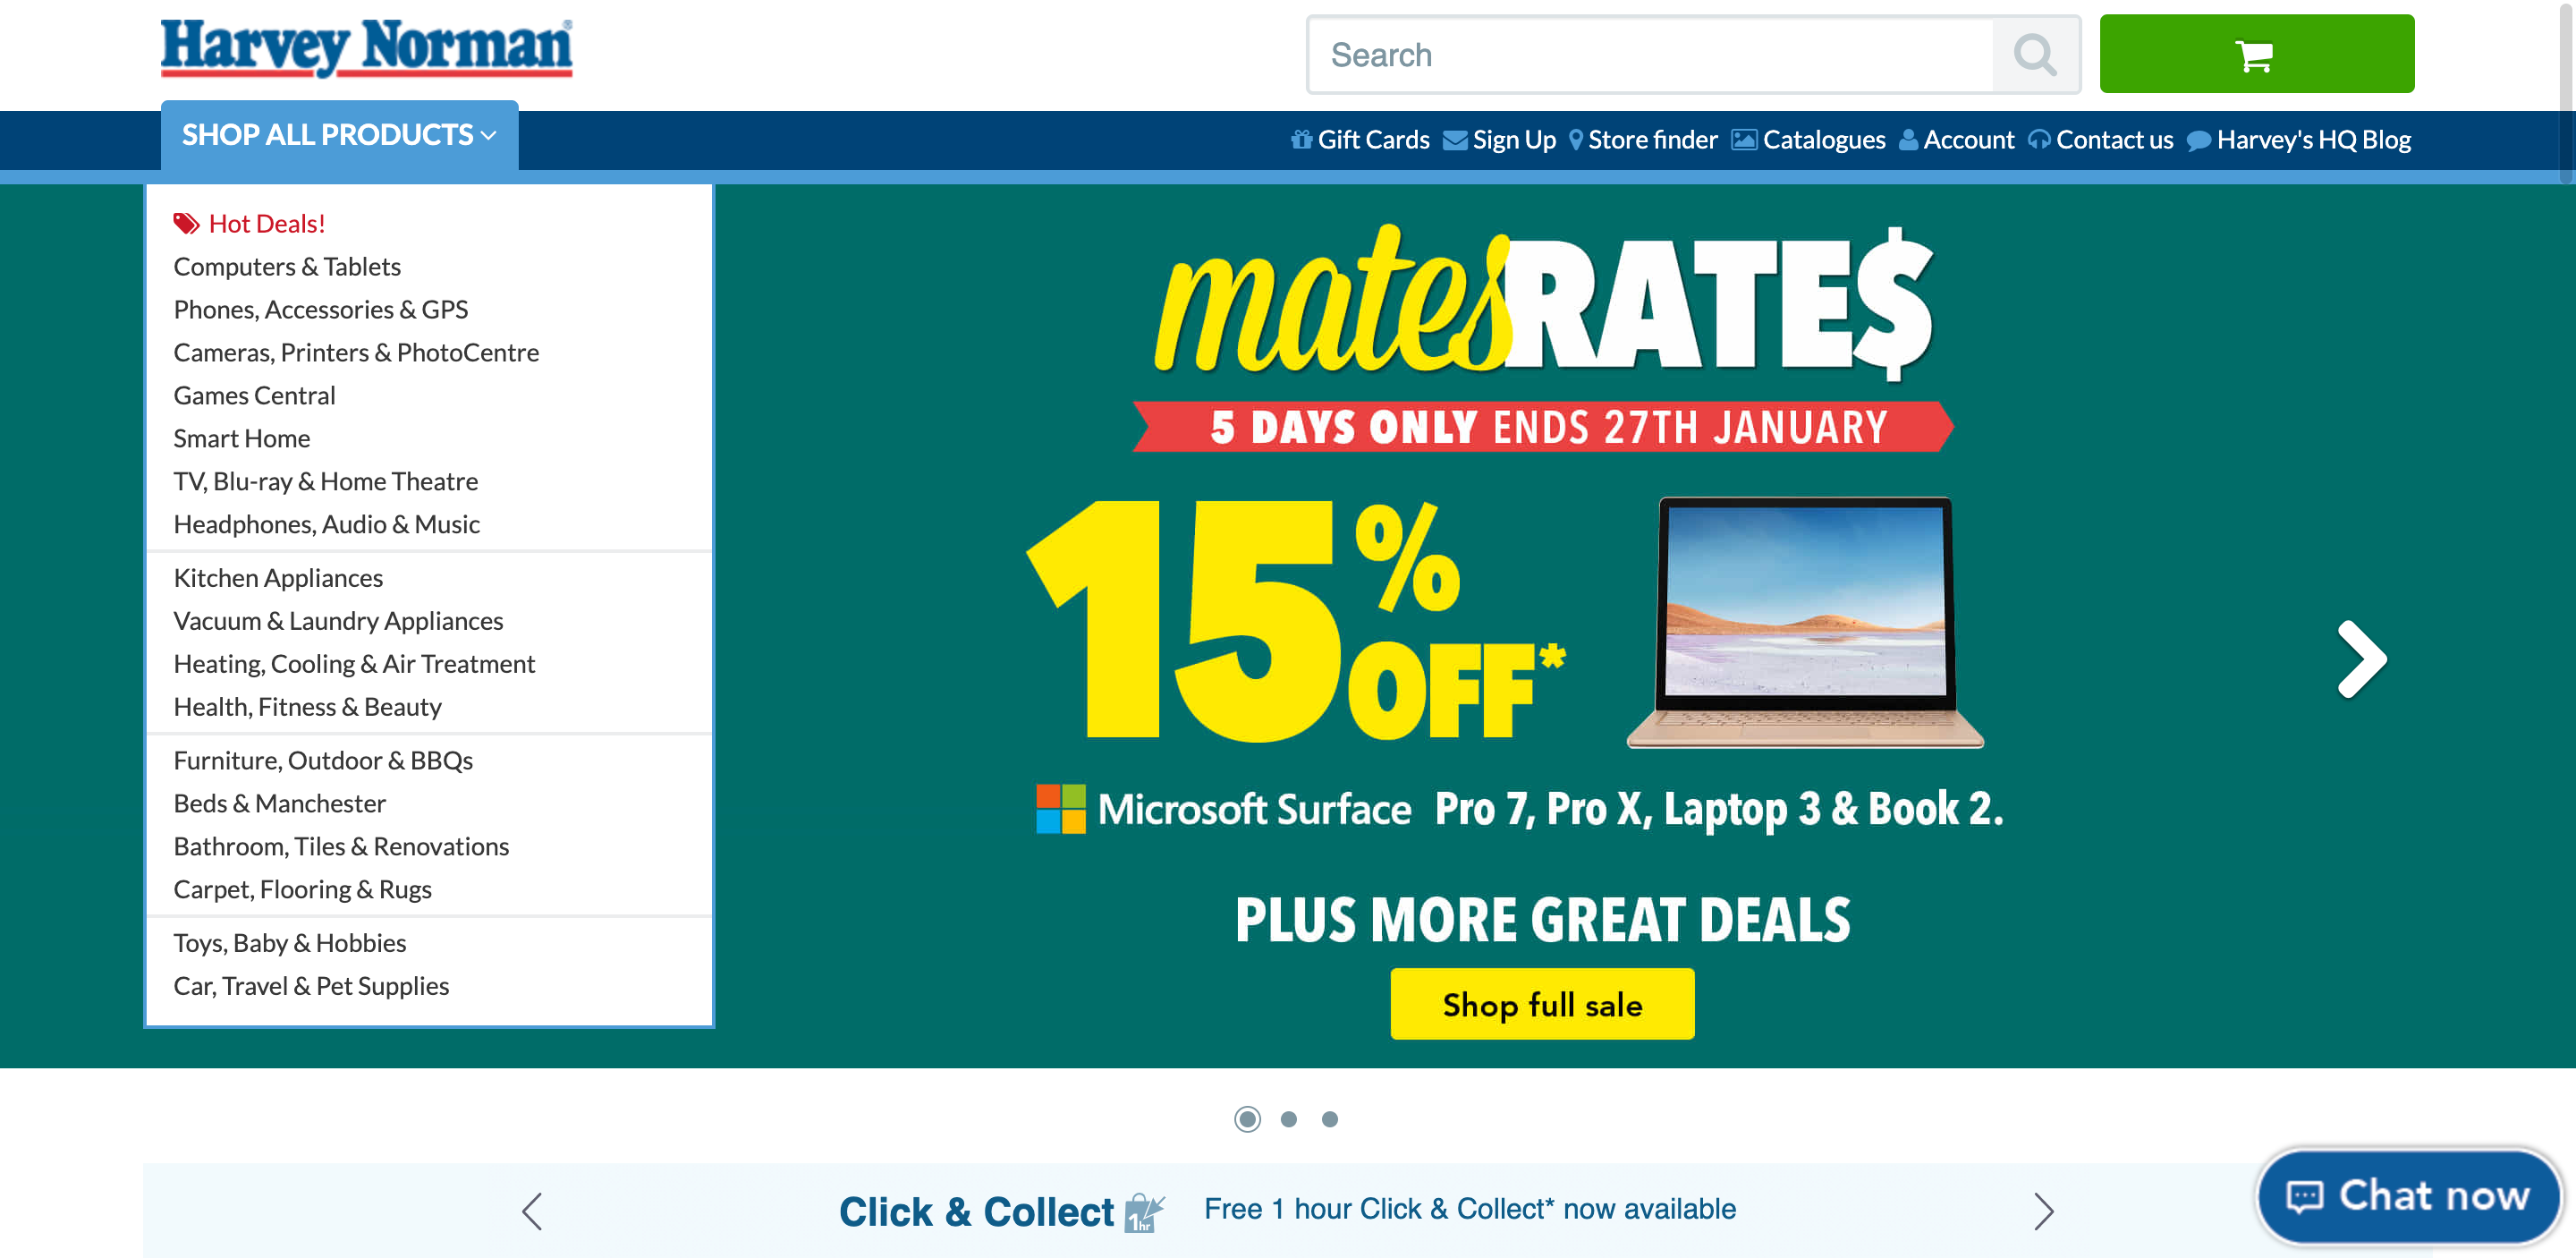 Harvey Norman®
Search
SHOP ALL PRODUCTS
Gift Cards Sign Up Store finder Catalogues Account Contact us Harvey's HQ Blog
Hot Deals!
Computers & Tablets
Phones, Accessories & GPS
Cameras, Printers & PhotoCentre
Games Central
Smart Home
TV, Blu-ray & Home Theatre
Headphones, Audio & Music
Kitchen Appliances
Vacuum & Laundry Appliances
Heating, Cooling & Air Treatment
Health, Fitness & Beauty
Furniture, Outdoor & BBQs
Beds & Manchester
Bathroom, Tiles & Renovations
Carpet, Flooring & Rugs
Toys, Baby & Hobbies
Car, Travel & Pet Supplies
matesRATE$
5 DAYS ONLY ENDS 27TH JANUARY
15% OFF*
Microsoft Surface Pro 7, Pro X, Laptop 3 & Book 2.
PLUS MORE GREAT DEALS
Shop full sale
Click & Collect 1hr Free 1 hour Click & Collect* now available
Chat now